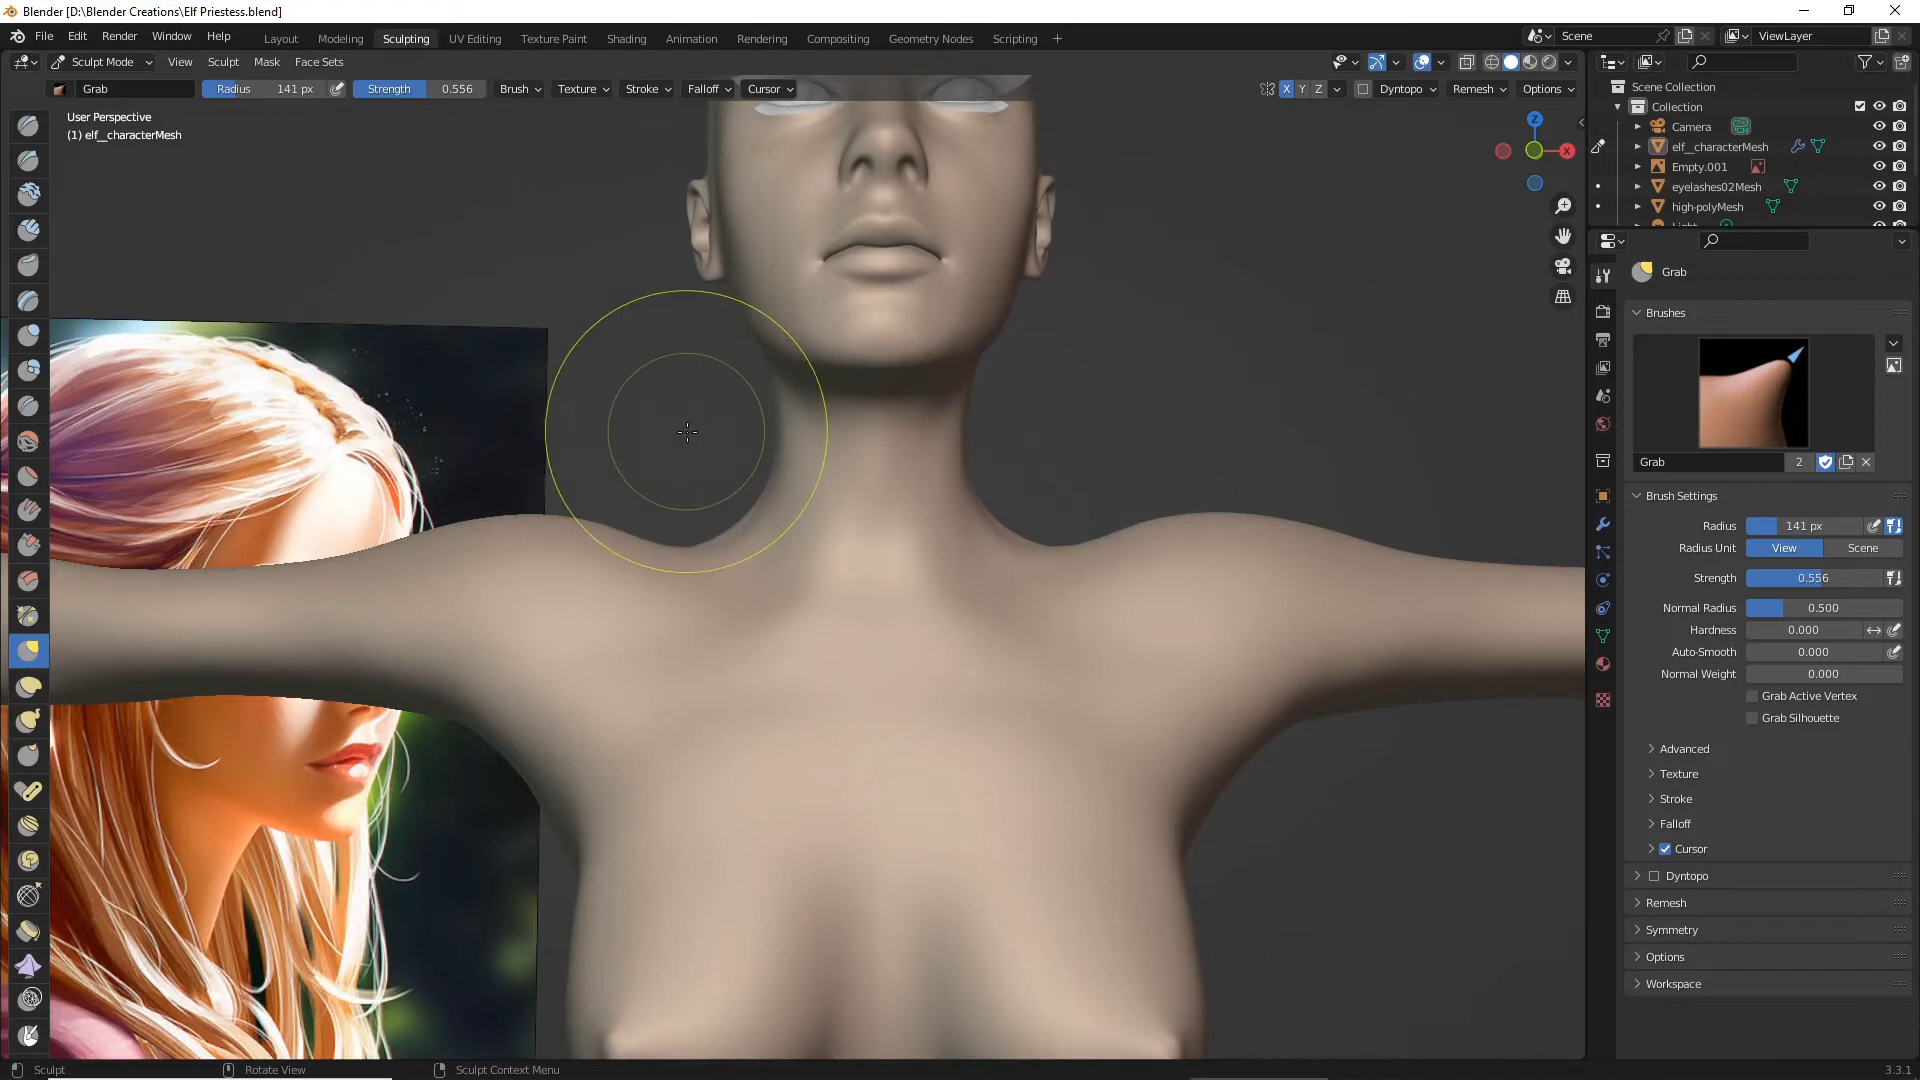 Blender [D:\Blender Creations\Elf Priestess.blend]
File Edit Render Window Help Layout Modeling Sculpting UV Editing Texture Paint Shading Animation Rendering Compositing Geometry Nodes Scripting + Scene ViewLayer
Sculpt Mode View Sculpt Mask Face Sets
Grab Radius 141 px Strength 0.556 Brush Texture Stroke Falloff Cursor X Y Z Dyntopo Remesh Options
User Perspective
(1) elf__characterMesh
Z
X
Scene Collection
Collection
Camera
elf__characterMesh
Empty.001
eyelashes02Mesh
high-polyMesh
Light
Grab
Brushes
Grab 2
Brush Settings
Radius 141 px
Radius Unit View Scene
Strength 0.556
Normal Radius 0.500
Hardness 0.000
Auto-Smooth 0.000
Normal Weight 0.000
Grab Active Vertex
Grab Silhouette
Advanced
Texture
Stroke
Falloff
Cursor
Dyntopo
Remesh
Symmetry
Options
Workspace
Sculpt Rotate View Sculpt Context Menu 3.3.1